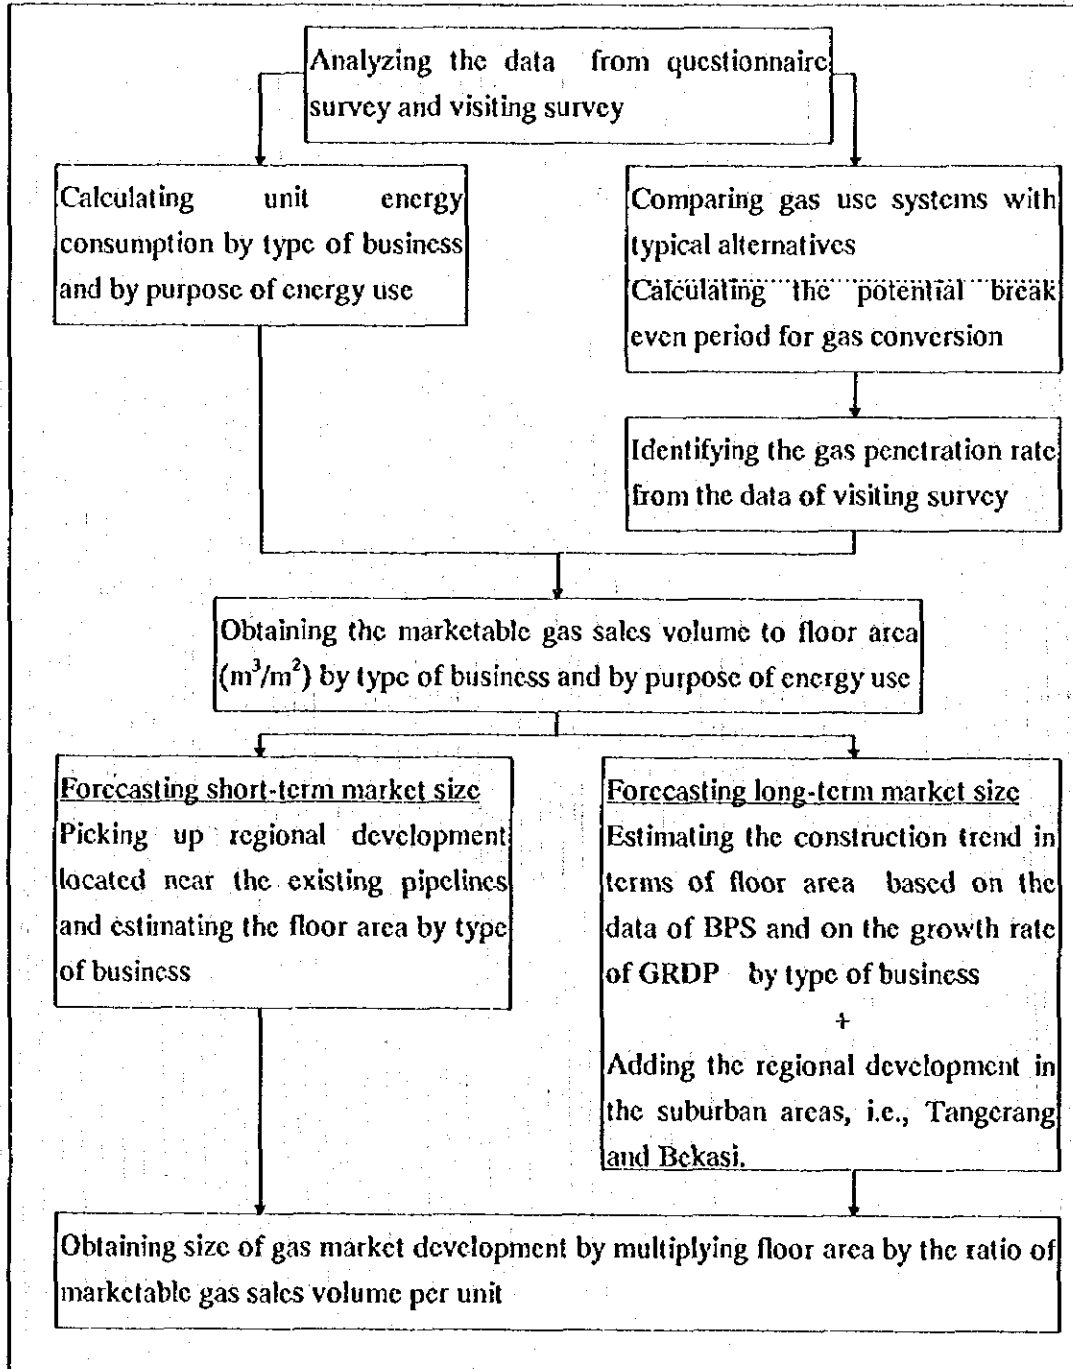 Analyzing the data from questionnaire
survey and visiting survey
Calculating unit energy
consumption by type of business
and by purpose of energy use
Comparing gas use systems with
typical alternatives
Calculating the potential break
even period for gas conversion
Identifying the gas penetration rate
from the data of visiting survey
Obtaining the marketable gas sales volume to floor area
(m³/m²) by type of business and by purpose of energy use
Forecasting short-term market size
Picking up regional development
located near the existing pipelines
and estimating the floor area by type
of business
Forecasting long-term market size
Estimating the construction trend in
terms of floor area based on the
data of BPS and on the growth rate
of GRDP by type of business
+
Adding the regional development in
the suburban areas, i.e., Tangerang
and Bekasi.
Obtaining size of gas market development by multiplying floor area by the ratio of
marketable gas sales volume per unit